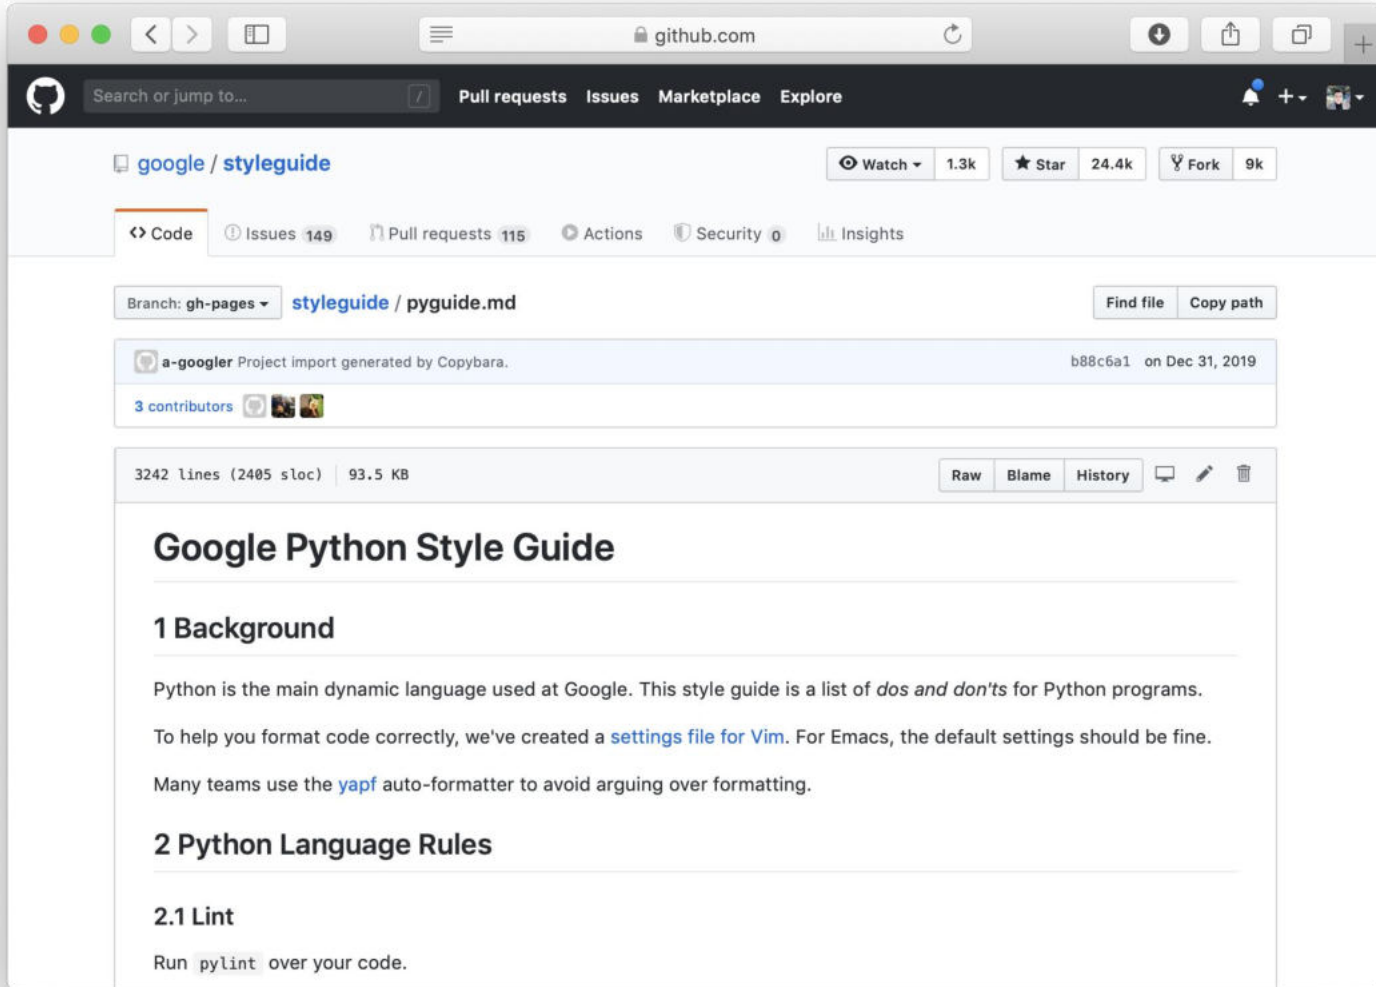 github.com
Search or jump to... /
Pull requests Issues Marketplace Explore
google / styleguide
Watch 1.3k Star 24.4k Fork 9k
Code Issues 149 Pull requests 115 Actions Security 0 Insights
Branch: gh-pages styleguide / pyguide.md Find file Copy path
a-googler Project import generated by Copybara. b88c6a1 on Dec 31, 2019
3 contributors
3242 lines (2405 sloc) 93.5 KB Raw Blame History
Google Python Style Guide
1 Background
Python is the main dynamic language used at Google. This style guide is a list of dos and don'ts for Python programs.
To help you format code correctly, we've created a settings file for Vim. For Emacs, the default settings should be fine.
Many teams use the yapf auto-formatter to avoid arguing over formatting.
2 Python Language Rules
2.1 Lint
Run pylint over your code.